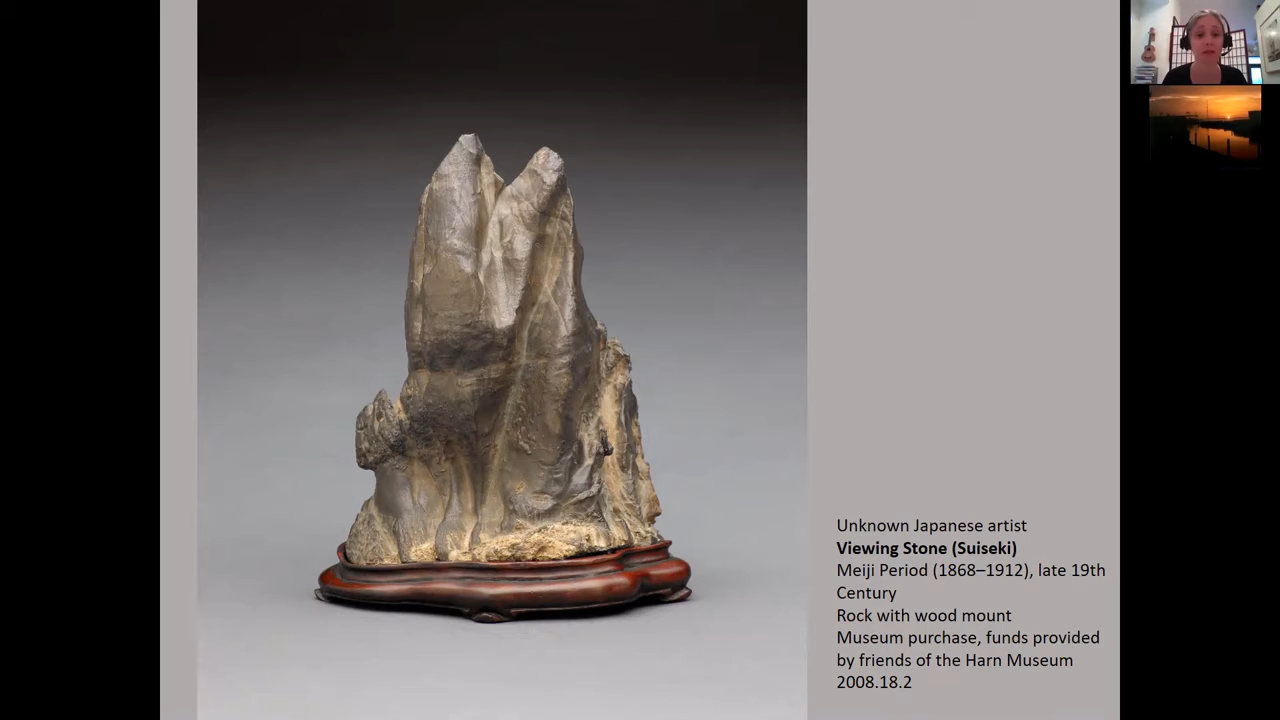 Unknown Japanese artist
Viewing Stone (Suiseki)
Meiji Period (1868–1912), late 19th
Century
Rock with wood mount
Museum purchase, funds provided
by friends of the Harn Museum
2008.18.2